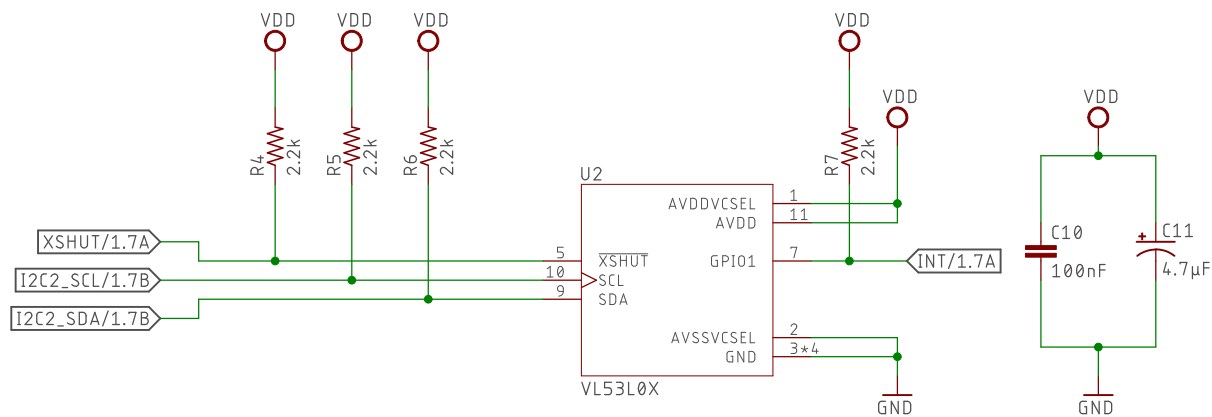 VDD
VDD
VDD
VDD
VDD
VDD
R4
2.2k
R5
2.2k
R6
2.2k
R7
2.2k
U2
XSHUT/1.7A
I2C2_SCL/1.7B
I2C2_SDA/1.7B
5
10
9
XSHUT
SCL
SDA
AVDDVCSEL
AVDD
GPIO1
AVSSVCSEL
GND
1
11
7
2
3*4
VL53L0X
INT/1.7A
GND
C10
100nF
+
C11
4.7µF
GND